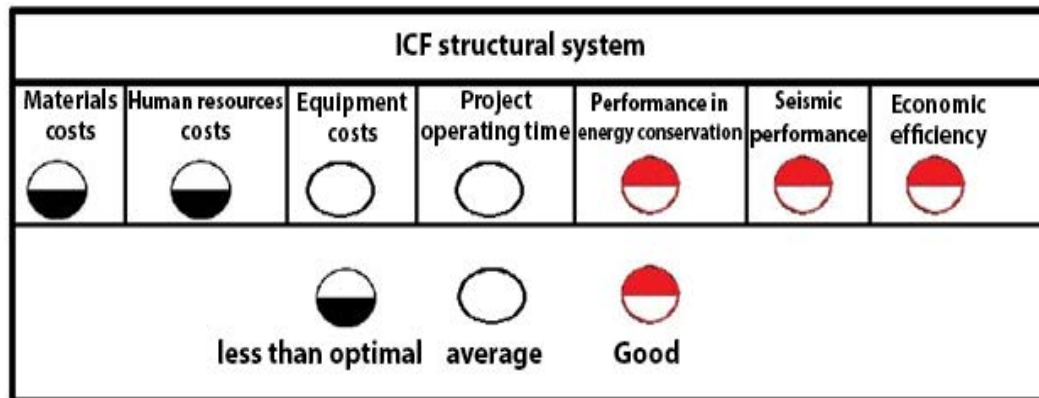 ICF structural system
Materials costs
Human resources costs
Equipment costs
Project operating time
Performance in energy conservation
Seismic performance
Economic efficiency
less than optimal
average
Good